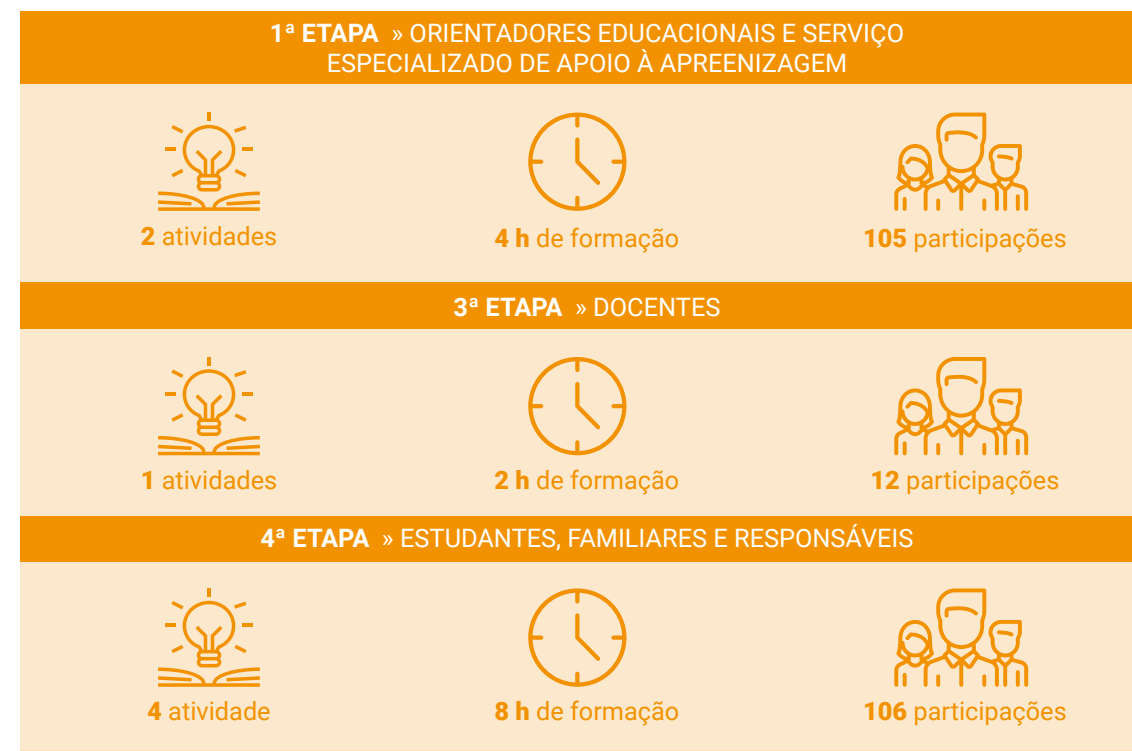 1ª ETAPA » ORIENTADORES EDUCACIONAIS E SERVIÇO
ESPECIALIZADO DE APOIO À APREENIZAGEM
2 atividades
4 h de formação
105 participações
3ª ETAPA » DOCENTES
1 atividades
2 h de formação
12 participações
4ª ETAPA » ESTUDANTES, FAMILIARES E RESPONSÁVEIS
4 atividade
8 h de formação
106 participações